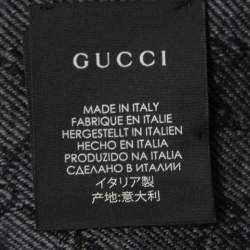 GUCCI
MADE IN ITALY
FABRIQUE EN ITALIE
HERGESTELLT IN ITALIEN
HECHO EN ITALIA
PRODUZIDO NA ITALIA
СДЕЛАНО В ИТАЛИИ
イタリア製
产地:意大利